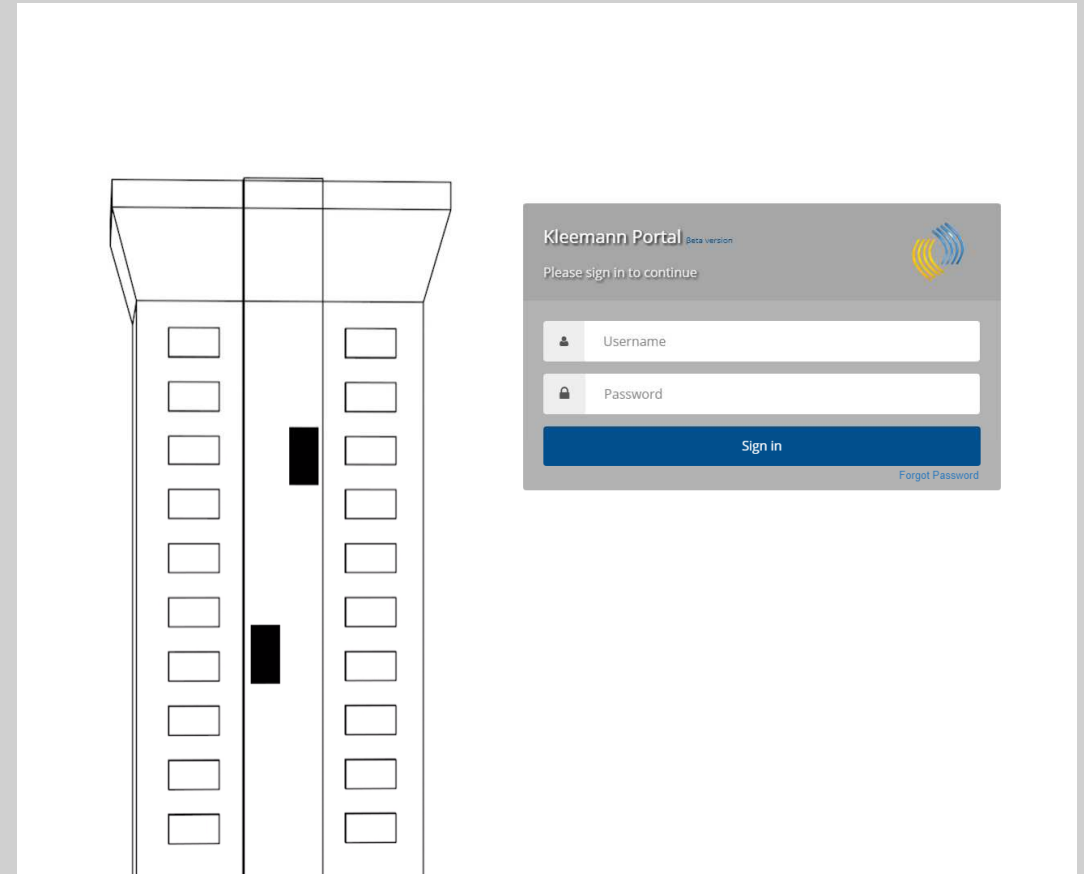 Kleemann Portal Beta version
Please sign in to continue
Username
Password
Sign in
Forgot Password